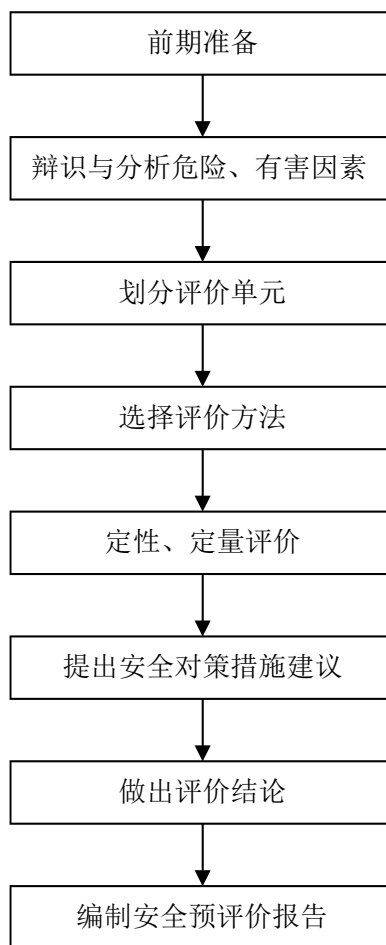 前期准备
辩识与分析危险、有害因素
划分评价单元
选择评价方法
定性、定量评价
提出安全对策措施建议
做出评价结论
编制安全预评价报告